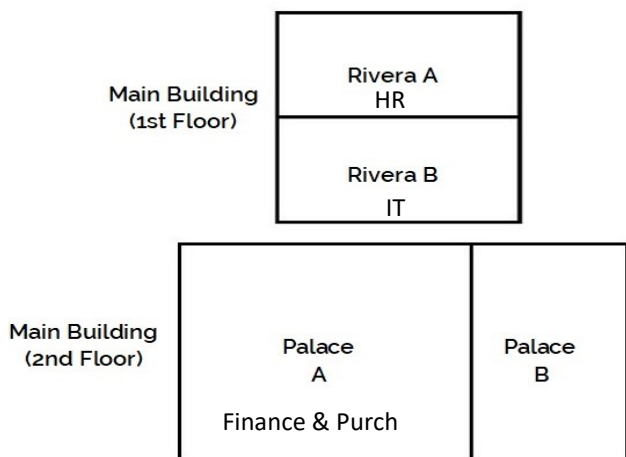 Main Building
(1st Floor)
Rivera A
HR
Rivera B
IT
Main Building
(2nd Floor)
Palace
A
Finance & Purch
Palace
B